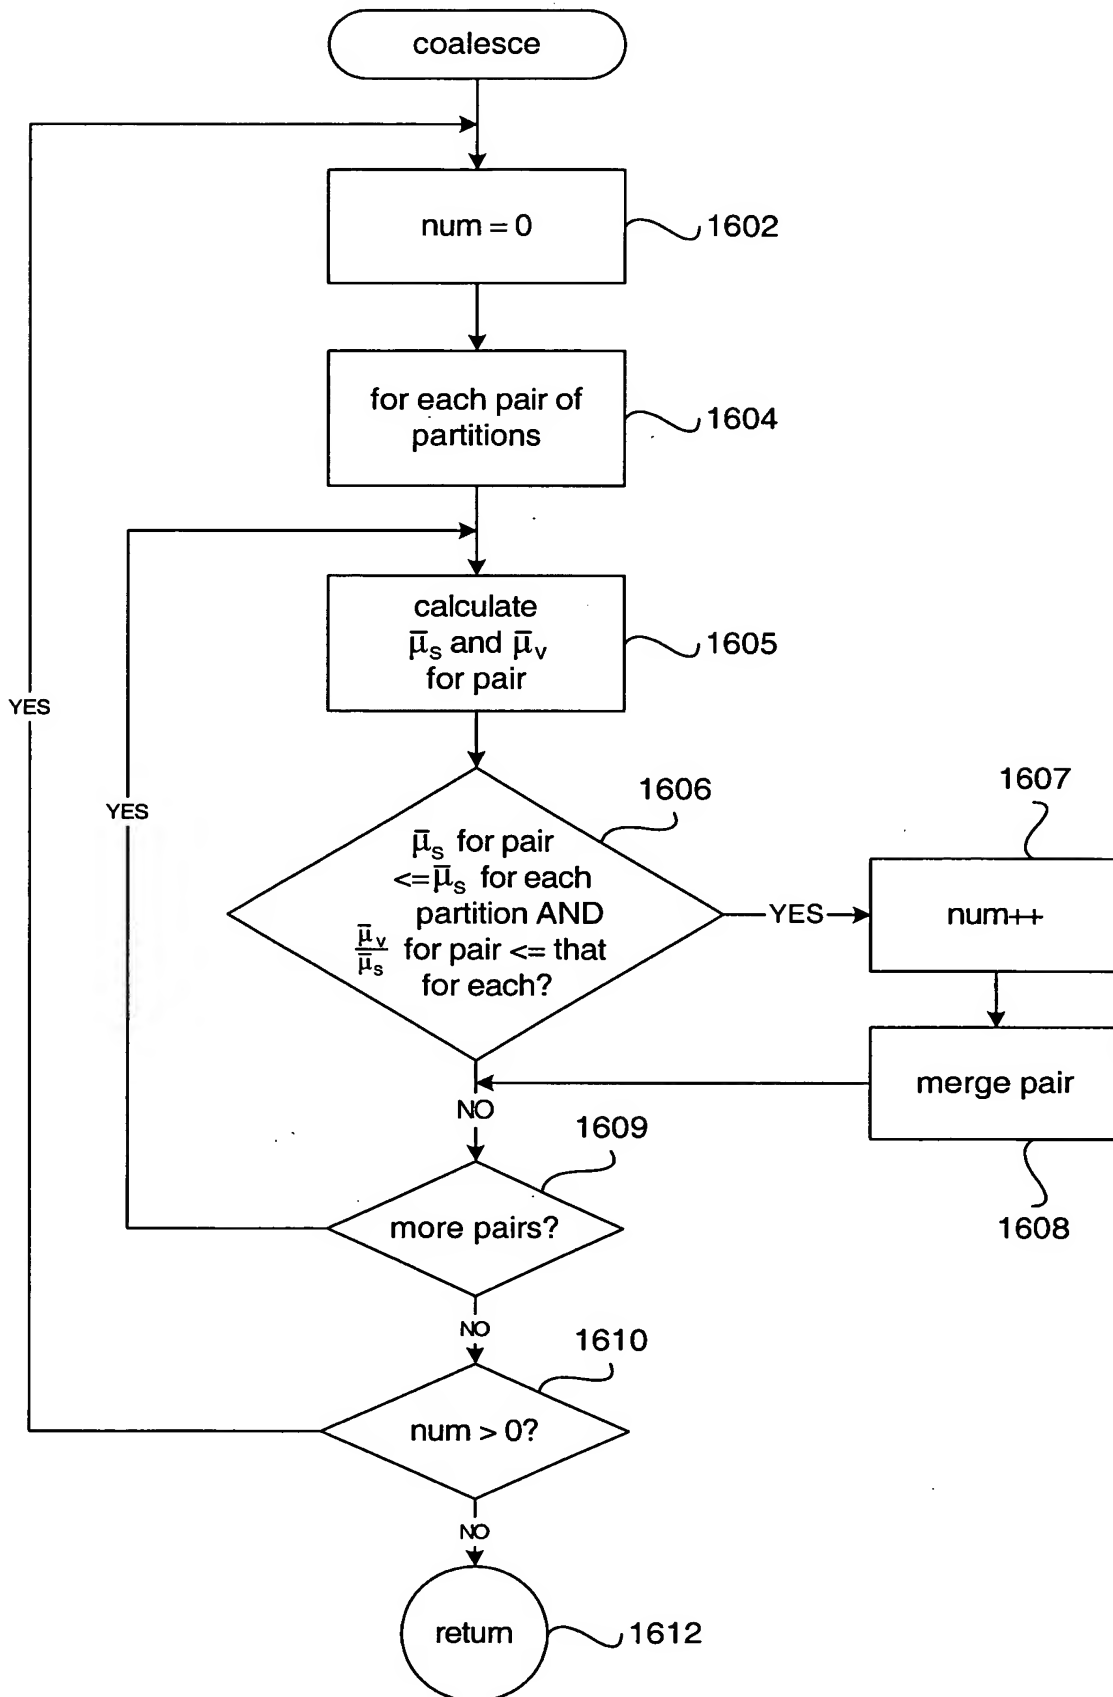 coalesce
num = 0
1602
for each pair of
partitions
1604
calculate
μ̄s and μ̄v
for pair
1605
YES
YES
1606
μ̄s for pair
<=μ̄s for each
partition AND
μ̄v/μ̄s for pair <= that
for each?
YES
1607
num++
merge pair
1608
NO
1609
more pairs?
NO
1610
num > 0?
NO
return
1612